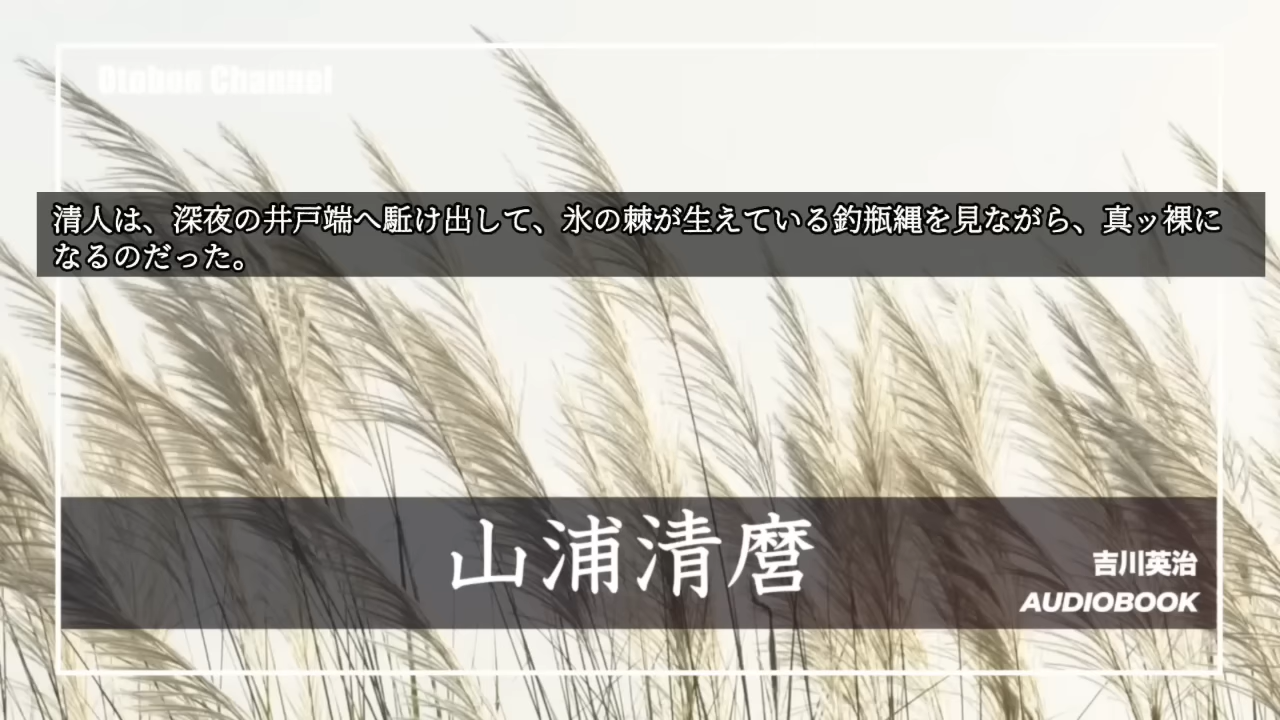 Otobon Channel
清人は、深夜の井戸端へ駈け出して、氷の棘が生えている釣瓶縄を見ながら、真ッ裸に
なるのだった。
山浦清麿
吉川英治
AUDIOBOOK